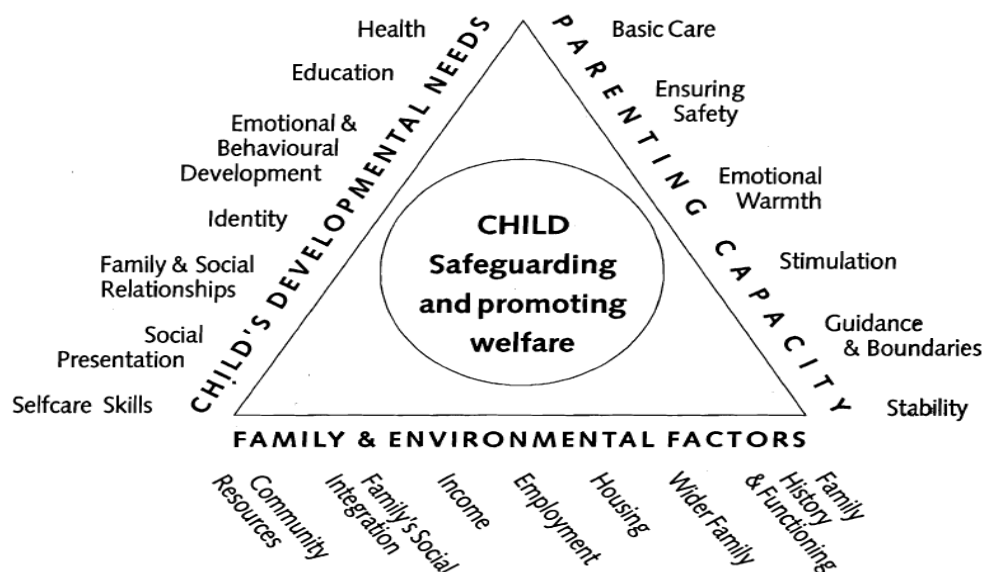 Health
Education
Emotional &
Behavioural
Development
Identity
Family & Social
Relationships
Social
Presentation
Selfcare Skills
CHILD'S DEVELOPMENTAL NEEDS
PARENTING CAPACITY
Basic Care
Ensuring
Safety
Emotional
Warmth
Stimulation
Guidance
& Boundaries
Stability
CHILD
Safeguarding
and promoting
welfare
FAMILY & ENVIRONMENTAL FACTORS
Community
Resources
Family's Social
Integration
Income
Employment
Housing
Wider Family
Family
History
& Functioning